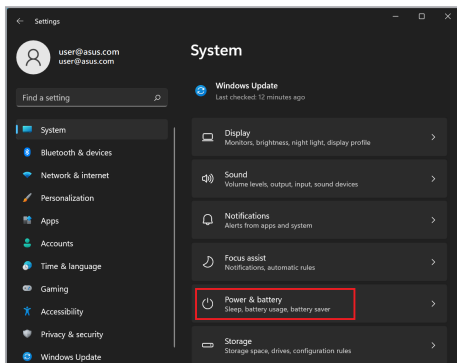 Settings
user@asus.com
user@asus.com
Find a setting
System
Bluetooth & devices
Network & internet
Personalization
Apps
Accounts
Time & language
Gaming
Accessibility
Privacy & security
Windows Update
System
Windows Update
Last checked: 12 minutes ago
Display
Monitors, brightness, night light, display profile
Sound
Volume levels, output, input, sound devices
Notifications
Alerts from apps and system
Focus assist
Notifications, automatic rules
Power & battery
Sleep, battery usage, battery saver
Storage
Storage space, drives, configuration rules